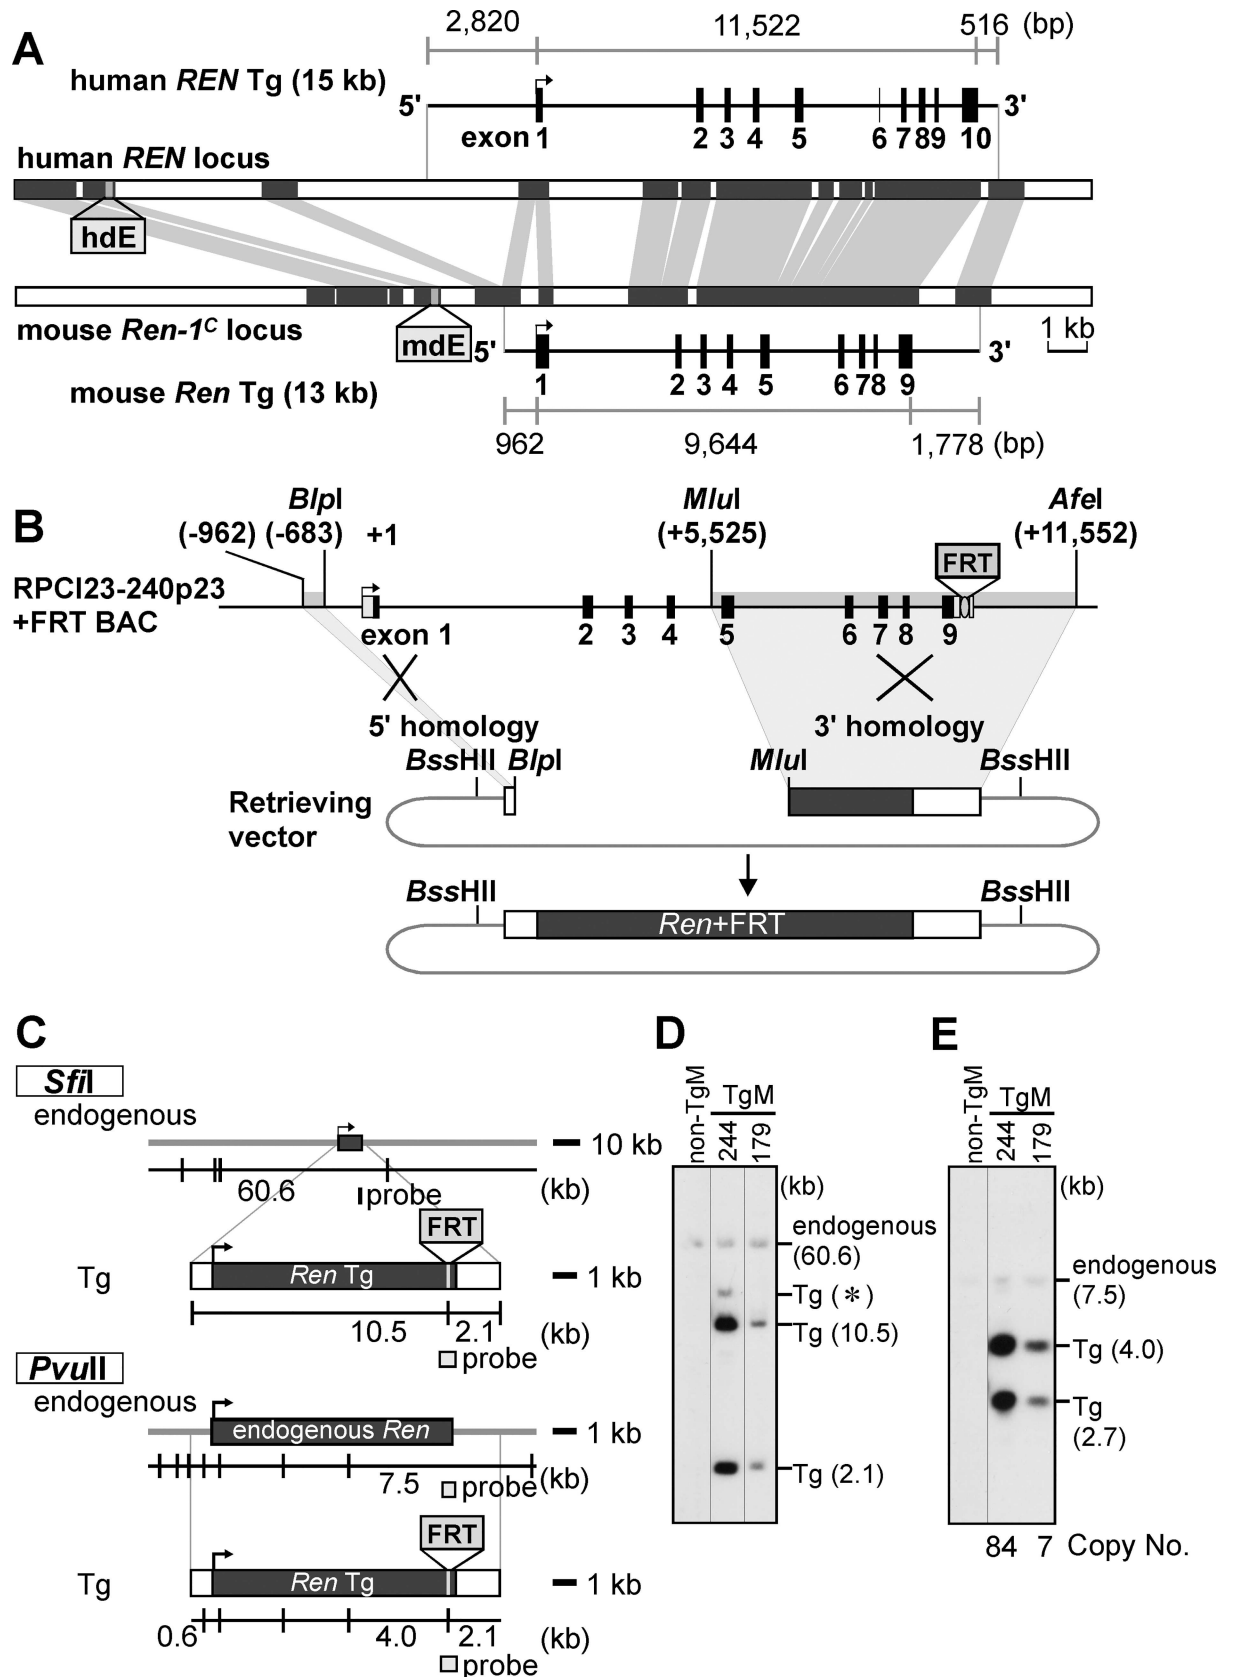 A
2,820 11,522 516 (bp)
human REN Tg (15 kb)
5' 3'
exon 1 2 3 4 5 6 7 8 9 10
human REN locus
hdE
mouse Ren-1C locus
mdE
1 kb
5' 3'
1 2 3 4 5 6 7 8 9
mouse Ren Tg (13 kb)
962 9,644 1,778 (bp)
B
BlpI MluI AfeI
(-962) (-683) +1 (+5,525) (+11,552)
FRT
RPCI23-240p23
+FRT BAC
exon 1 2 3 4 5 6 7 8 9
5' homology 3' homology
BssHII BlpI MluI BssHII
Retrieving
vector
BssHII BssHII
Ren+FRT
C
SfiI
endogenous
10 kb
60.6 probe (kb)
FRT
Tg Ren Tg 1 kb
10.5 2.1 (kb)
probe
PvuII
endogenous
endogenous Ren 1 kb
7.5 probe (kb)
FRT
Tg Ren Tg 1 kb
0.6 4.0 2.1 (kb)
probe
D
non-TgM
TgM
244
179
(kb)
endogenous
(60.6)
Tg (*)
Tg (10.5)
Tg (2.1)
E
non-TgM
TgM
244
179
(kb)
endogenous
(7.5)
Tg (4.0)
Tg
(2.7)
84 7 Copy No.